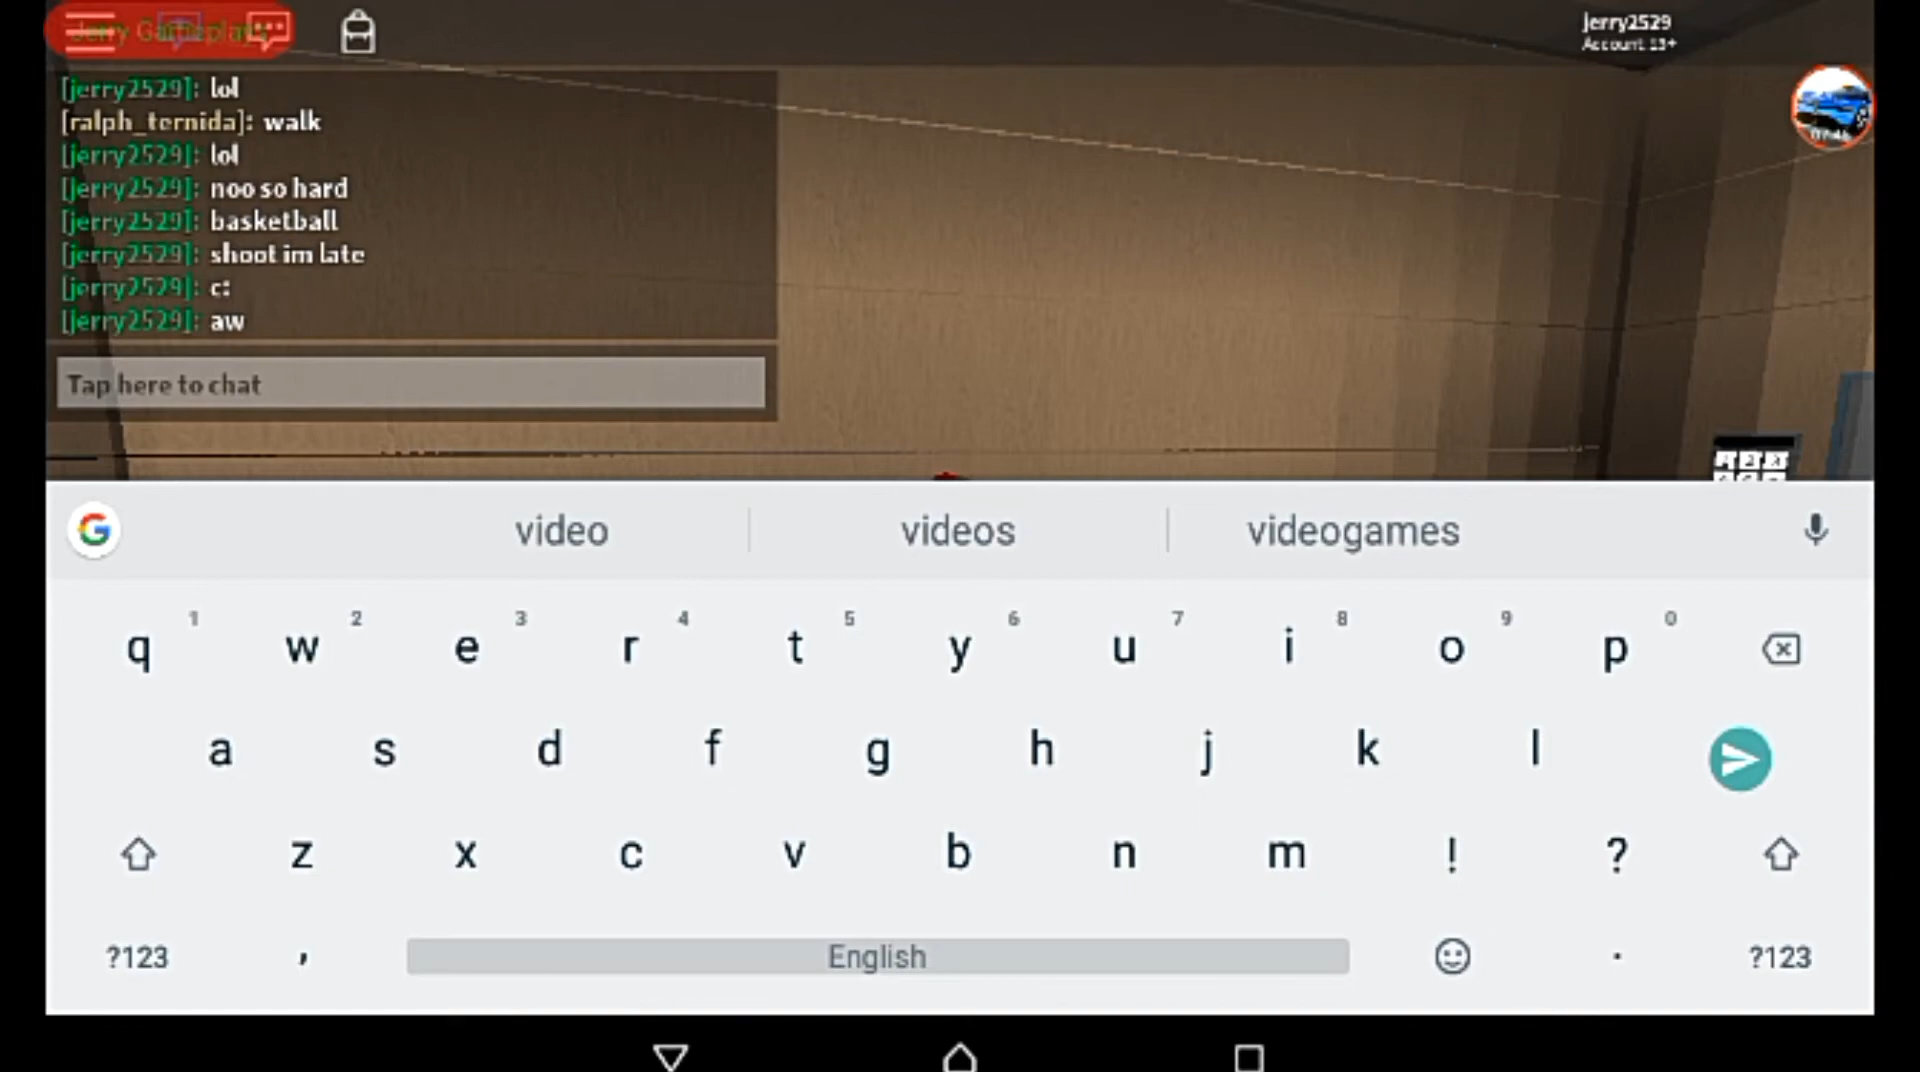 Jerry Gameplays
jerry2529
Account: 13+
[jerry2529]: lol
[ralph_ternida]: walk
[jerry2529]: lol
[jerry2529]: noo so hard
[jerry2529]: basketball
[jerry2529]: shoot im late
[jerry2529]: c:
[jerry2529]: aw
Tap here to chat
G video videos videogames
1 2 3 4 5 6 7 8 9 0
q w e r t y u i o p
a s d f g h j k l
z x c v b n m ! ?
?123 , English . ?123